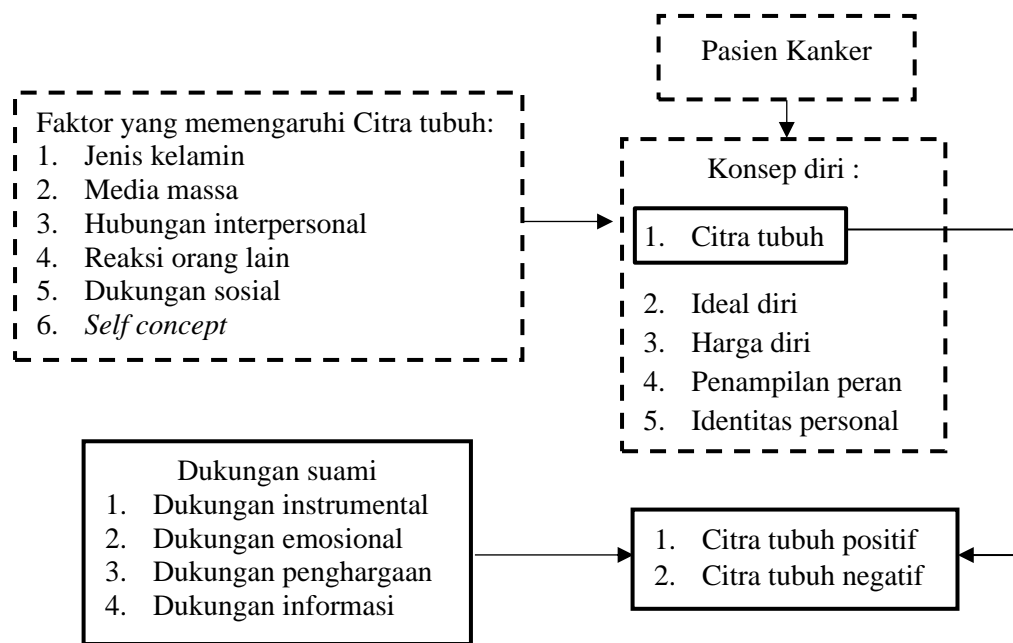 Pasien Kanker
Faktor yang memengaruhi Citra tubuh:
1. Jenis kelamin
2. Media massa
3. Hubungan interpersonal
4. Reaksi orang lain
5. Dukungan sosial
6. Self concept
Konsep diri :
1. Citra tubuh
2. Ideal diri
3. Harga diri
4. Penampilan peran
5. Identitas personal
Dukungan suami
1. Dukungan instrumental
2. Dukungan emosional
3. Dukungan penghargaan
4. Dukungan informasi
1. Citra tubuh positif
2. Citra tubuh negatif